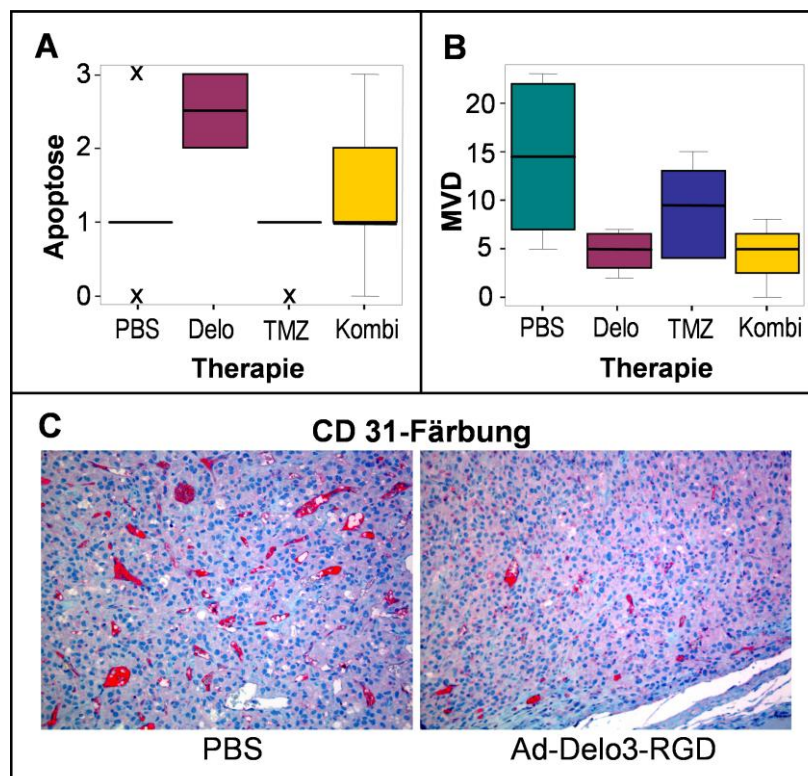 A
Apoptose
3
2
1
0
x
x
x
PBS Delo TMZ Kombi
Therapie
B
MVD
20
15
10
5
0
PBS Delo TMZ Kombi
Therapie
C
CD 31-Färbung
PBS
Ad-Delo3-RGD